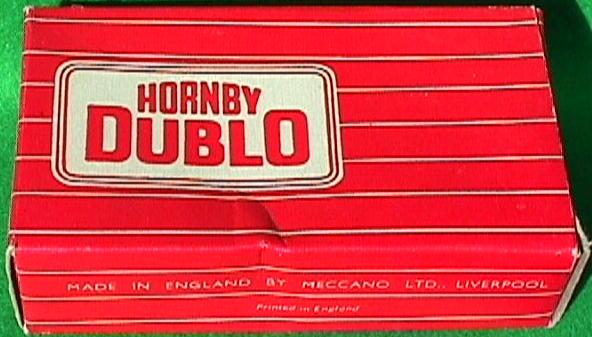 HORNBY
DUBLO
MADE IN ENGLAND BY MECCANO LTD., LIVERPOOL
Printed in England